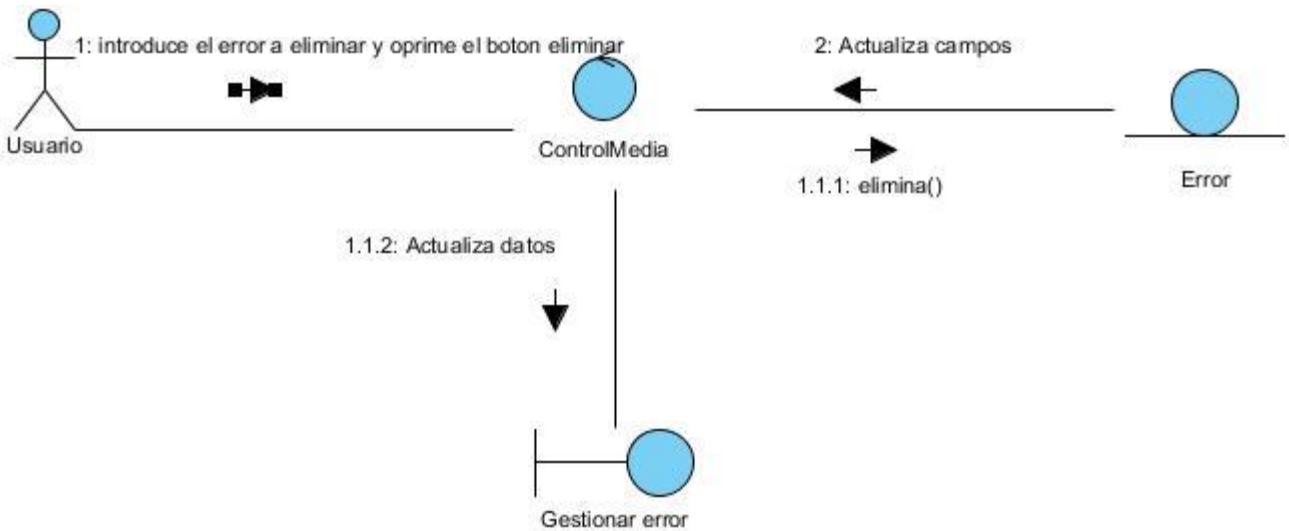 1: introduce el error a eliminar y oprime el boton eliminar
2: Actualiza campos
Usuario
ControlMedia
1.1.1: elimina()
Error
1.1.2: Actualiza datos
Gestionar error